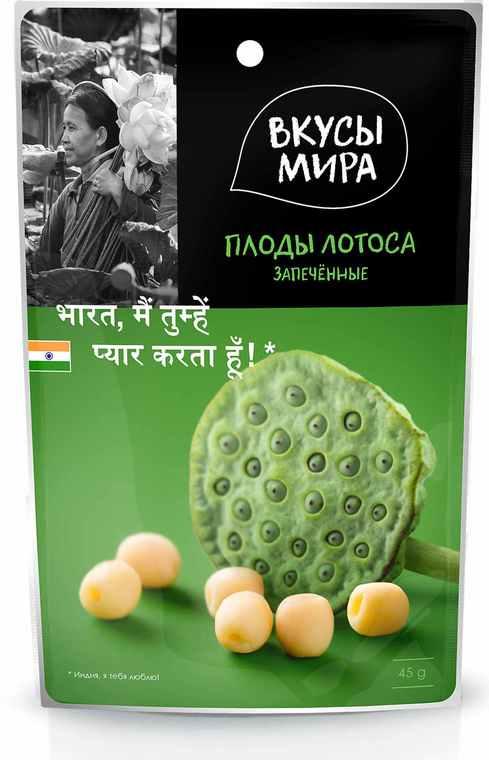 ВКУСЫ
МИРА
ПЛОДЫ ЛОТОСА
ЗАПЕЧЁННЫЕ
भारत, मैं तुम्हें
प्यार करता हूँ! *
* Индия, я тебя люблю!
45 g